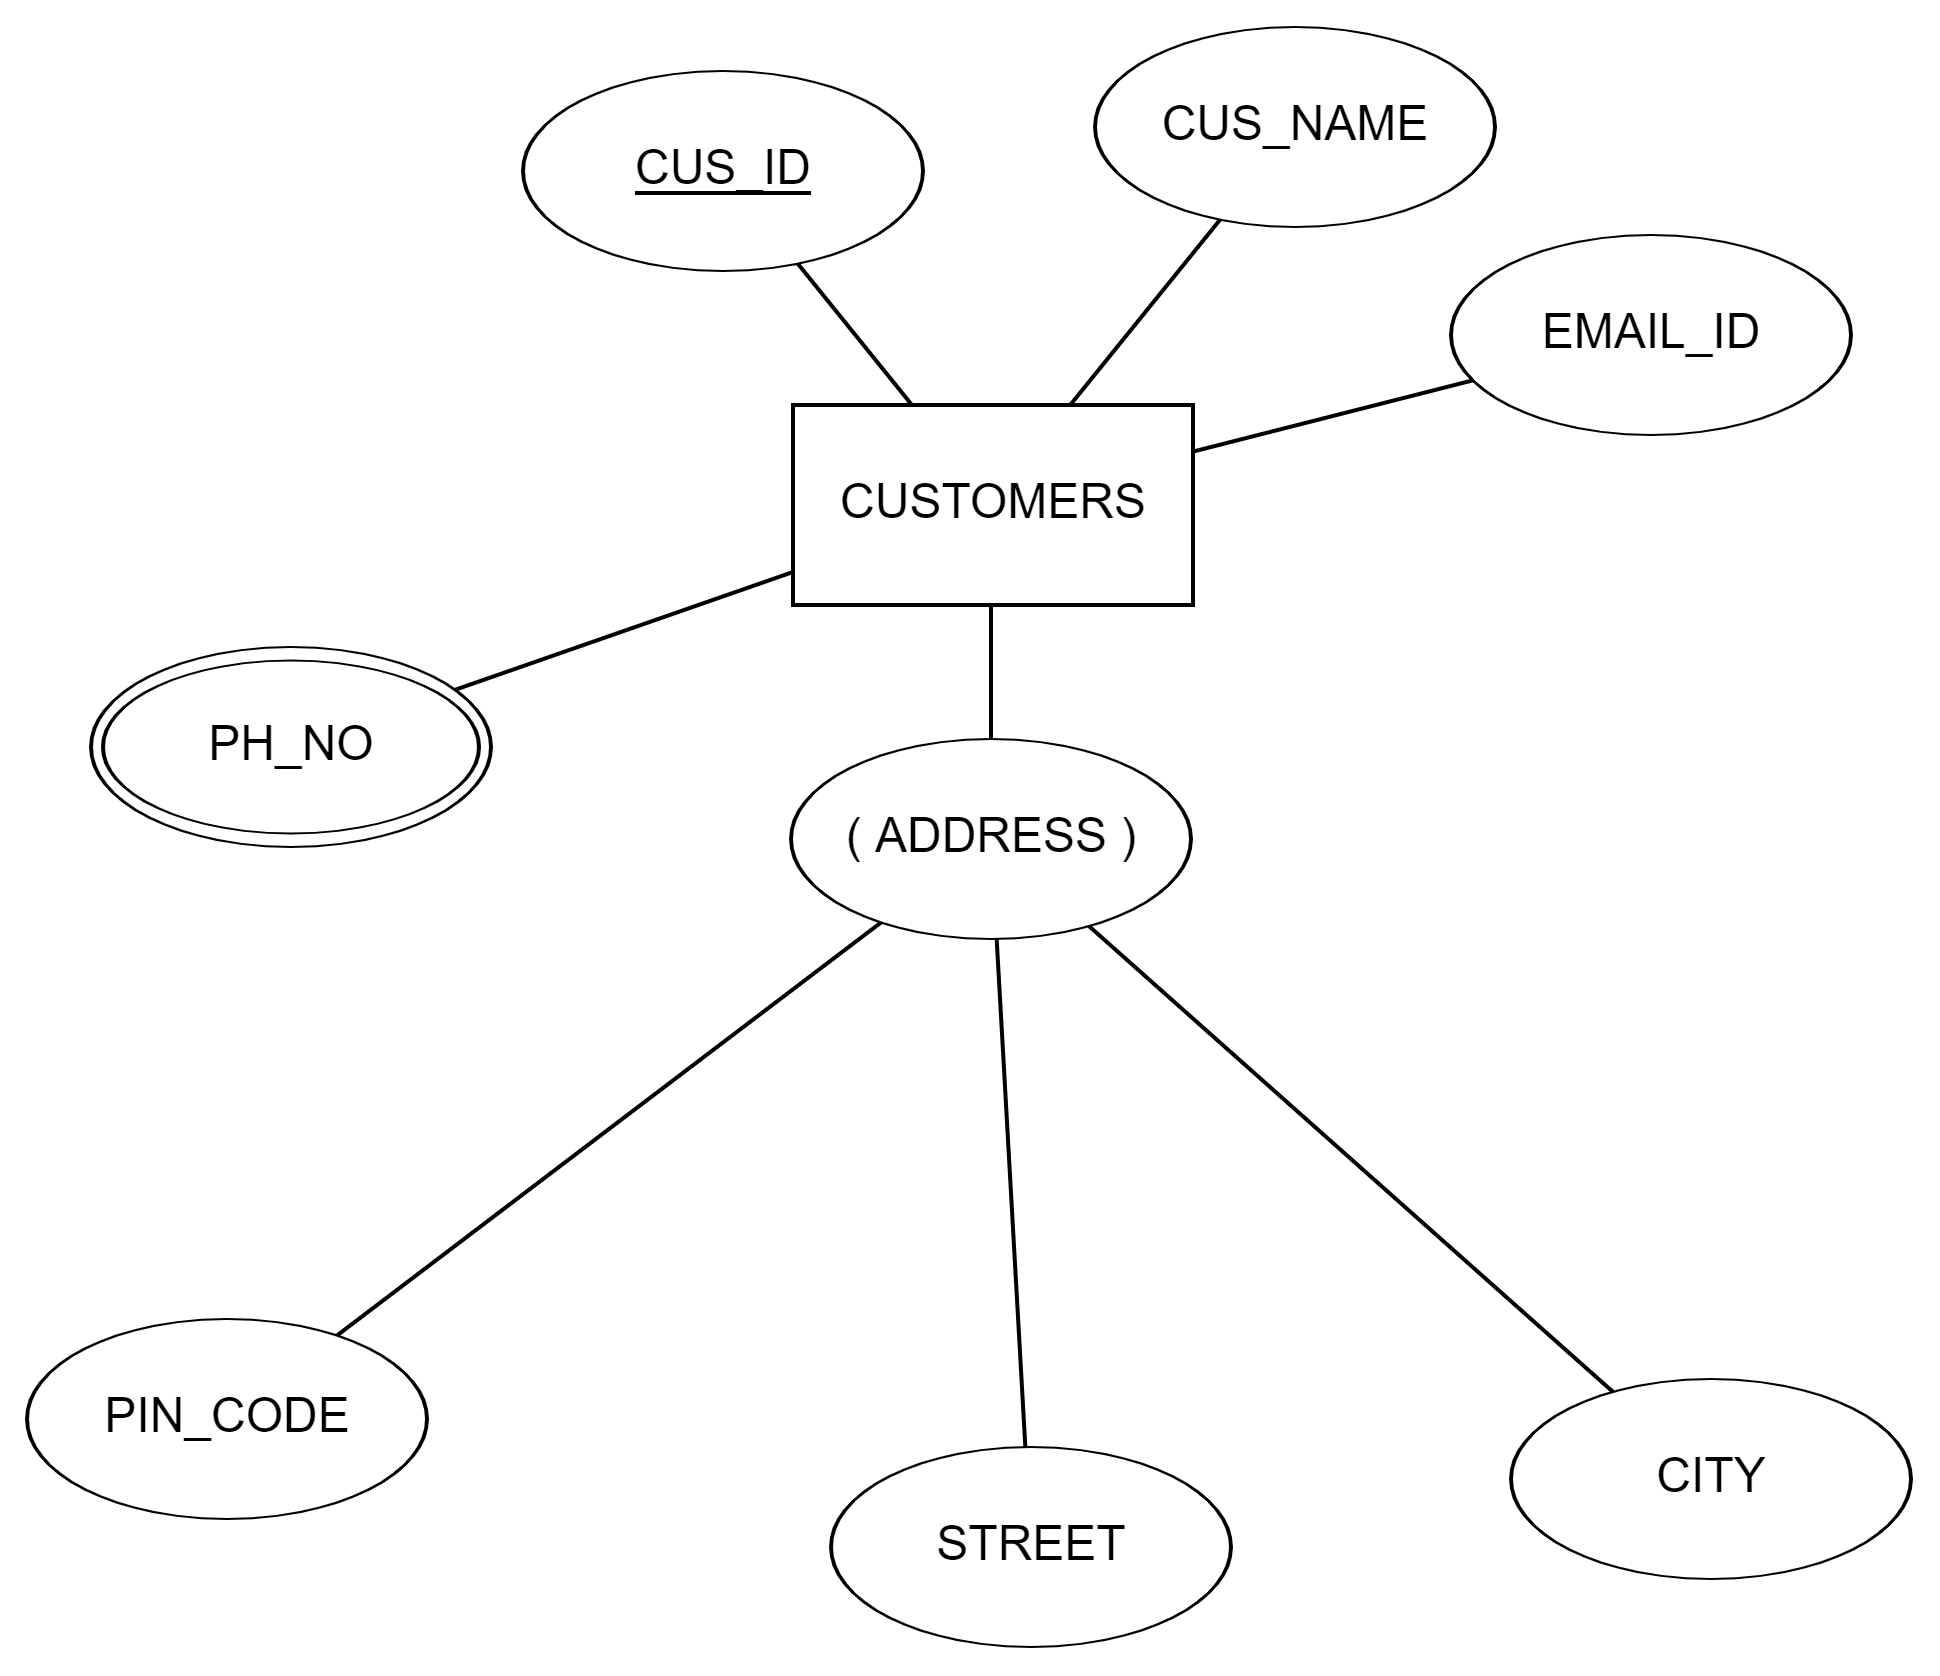 CUS_NAME
CUS_ID
EMAIL_ID
CUSTOMERS
PH_NO
( ADDRESS )
PIN_CODE
CITY
STREET